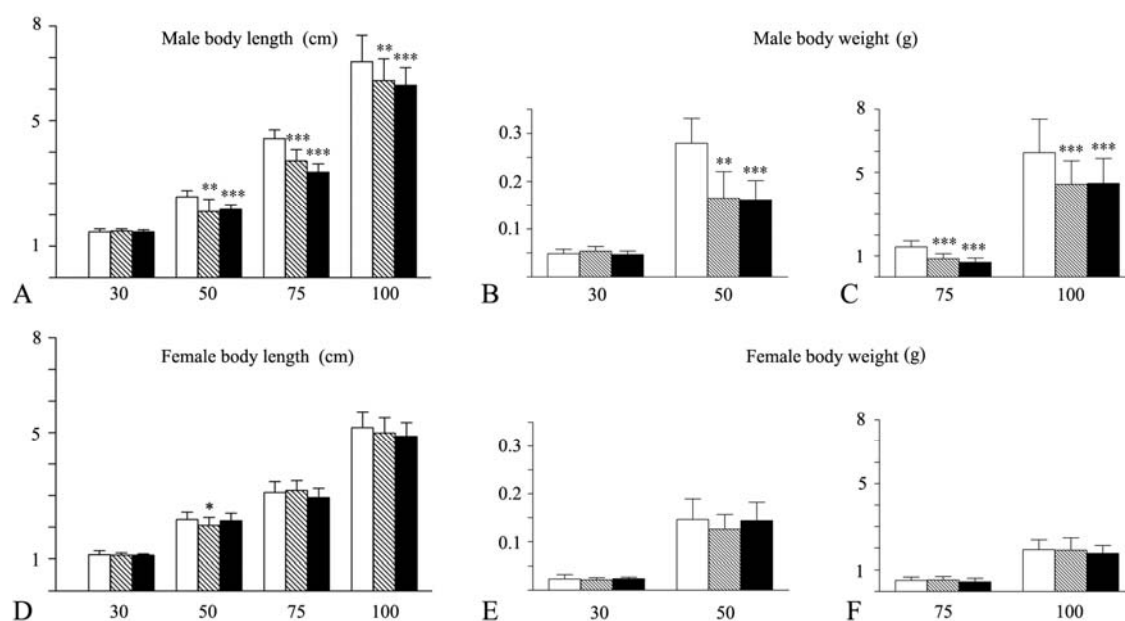 Male body length (cm)
8
5
1
** ***
*** ***
** ***
A
30 50 75 100
Male body weight (g)
0.3
0.2
0.1
** ***
B
30 50
8
5
1
*** ***
*** ***
C
75 100
Female body length (cm)
8
5
1
*
D
30 50 75 100
Female body weight (g)
0.3
0.2
0.1
E
30 50
8
5
1
F
75 100